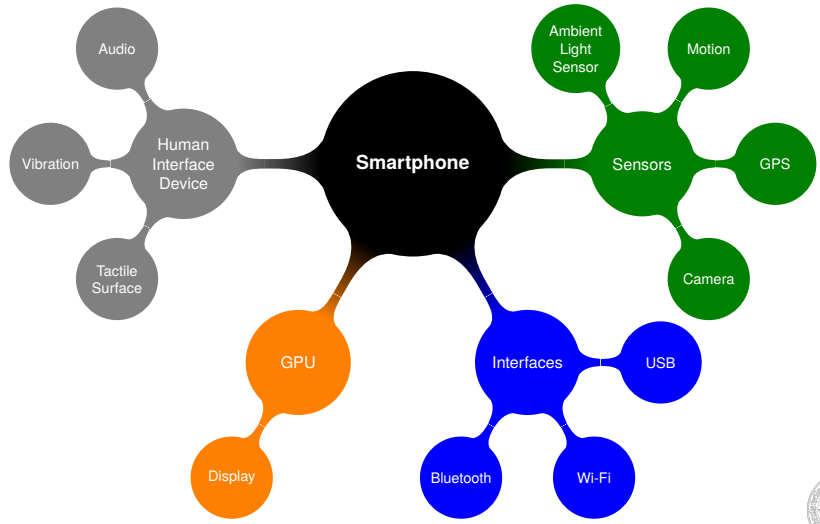 Smartphone
Human
Interface
Device
Audio
Vibration
Tactile
Surface
GPU
Display
Interfaces
Bluetooth
Wi-Fi
USB
Sensors
Camera
GPS
Motion
Ambient
Light
Sensor